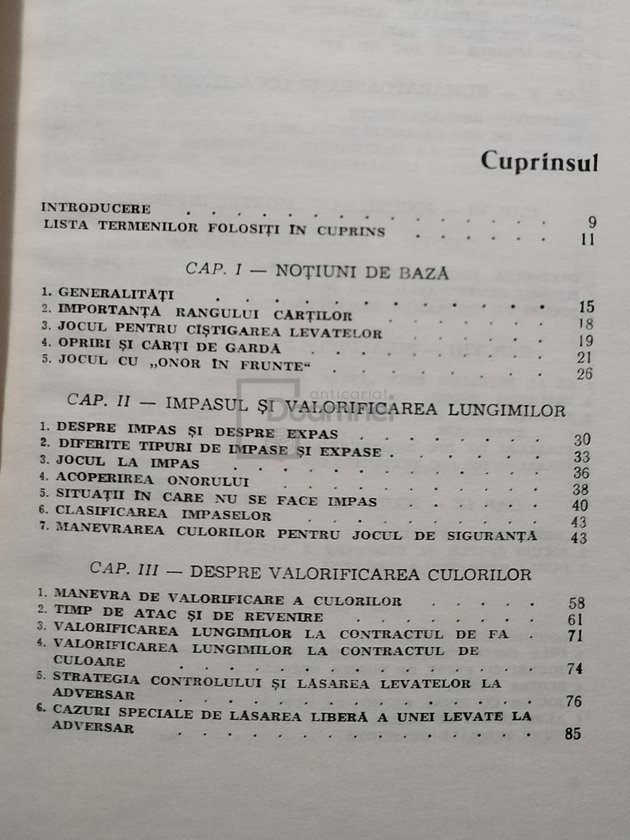 Cuprinsul
INTRODUCERE . . . . . . . . . . . . . 9
LISTA TERMENILOR FOLOSIȚI ÎN CUPRINS . . . . . 11
CAP. I — NOȚIUNI DE BAZĂ
1. GENERALITĂȚI . . . . . . . . . . . . 15
2. IMPORTANȚA RANGULUI CĂRȚILOR . . . . . . 18
3. JOCUL PENTRU CÎȘTIGAREA LEVATELOR . . . . . 19
4. OPRIRI ȘI CĂRȚI DE GARDĂ . . . . . . . . 21
5. JOCUL CU „ONOR ÎN FRUNTE“ . . . . . . . 26
CAP. II — IMPASUL ȘI VALORIFICAREA LUNGIMILOR
anticariat
Doamnei
1. DESPRE IMPAS ȘI DESPRE EXPAS . . . . . . 30
2. DIFERITE TIPURI DE IMPASE ȘI EXPASE . . . . . 33
3. JOCUL LA IMPAS . . . . . . . . . . . 36
4. ACOPERIREA ONORULUI . . . . . . . . . 38
5. SITUAȚII ÎN CARE NU SE FACE IMPAS . . . . . 40
6. CLASIFICAREA IMPASELOR . . . . . . . . 43
7. MANEVRAREA CULORILOR PENTRU JOCUL DE SIGURANȚĂ 43
CAP. III — DESPRE VALORIFICAREA CULORILOR
1. MANEVRA DE VALORIFICARE A CULORILOR . . . . . 58
2. TIMP DE ATAC ȘI DE REVENIRE . . . . . . . 61
3. VALORIFICAREA LUNGIMILOR LA CONTRACTUL DE FA . 71
4. VALORIFICAREA LUNGIMILOR LA CONTRACTUL DE
CULOARE . . . . . . . . . . . . . . 74
5. STRATEGIA CONTROLULUI ȘI LĂSAREA LEVATELOR LA
ADVERSAR . . . . . . . . . . . . . . 76
6. CAZURI SPECIALE DE LĂSAREA LIBERĂ A UNEI LEVATE LA
ADVERSAR . . . . . . . . . . . . . . 85